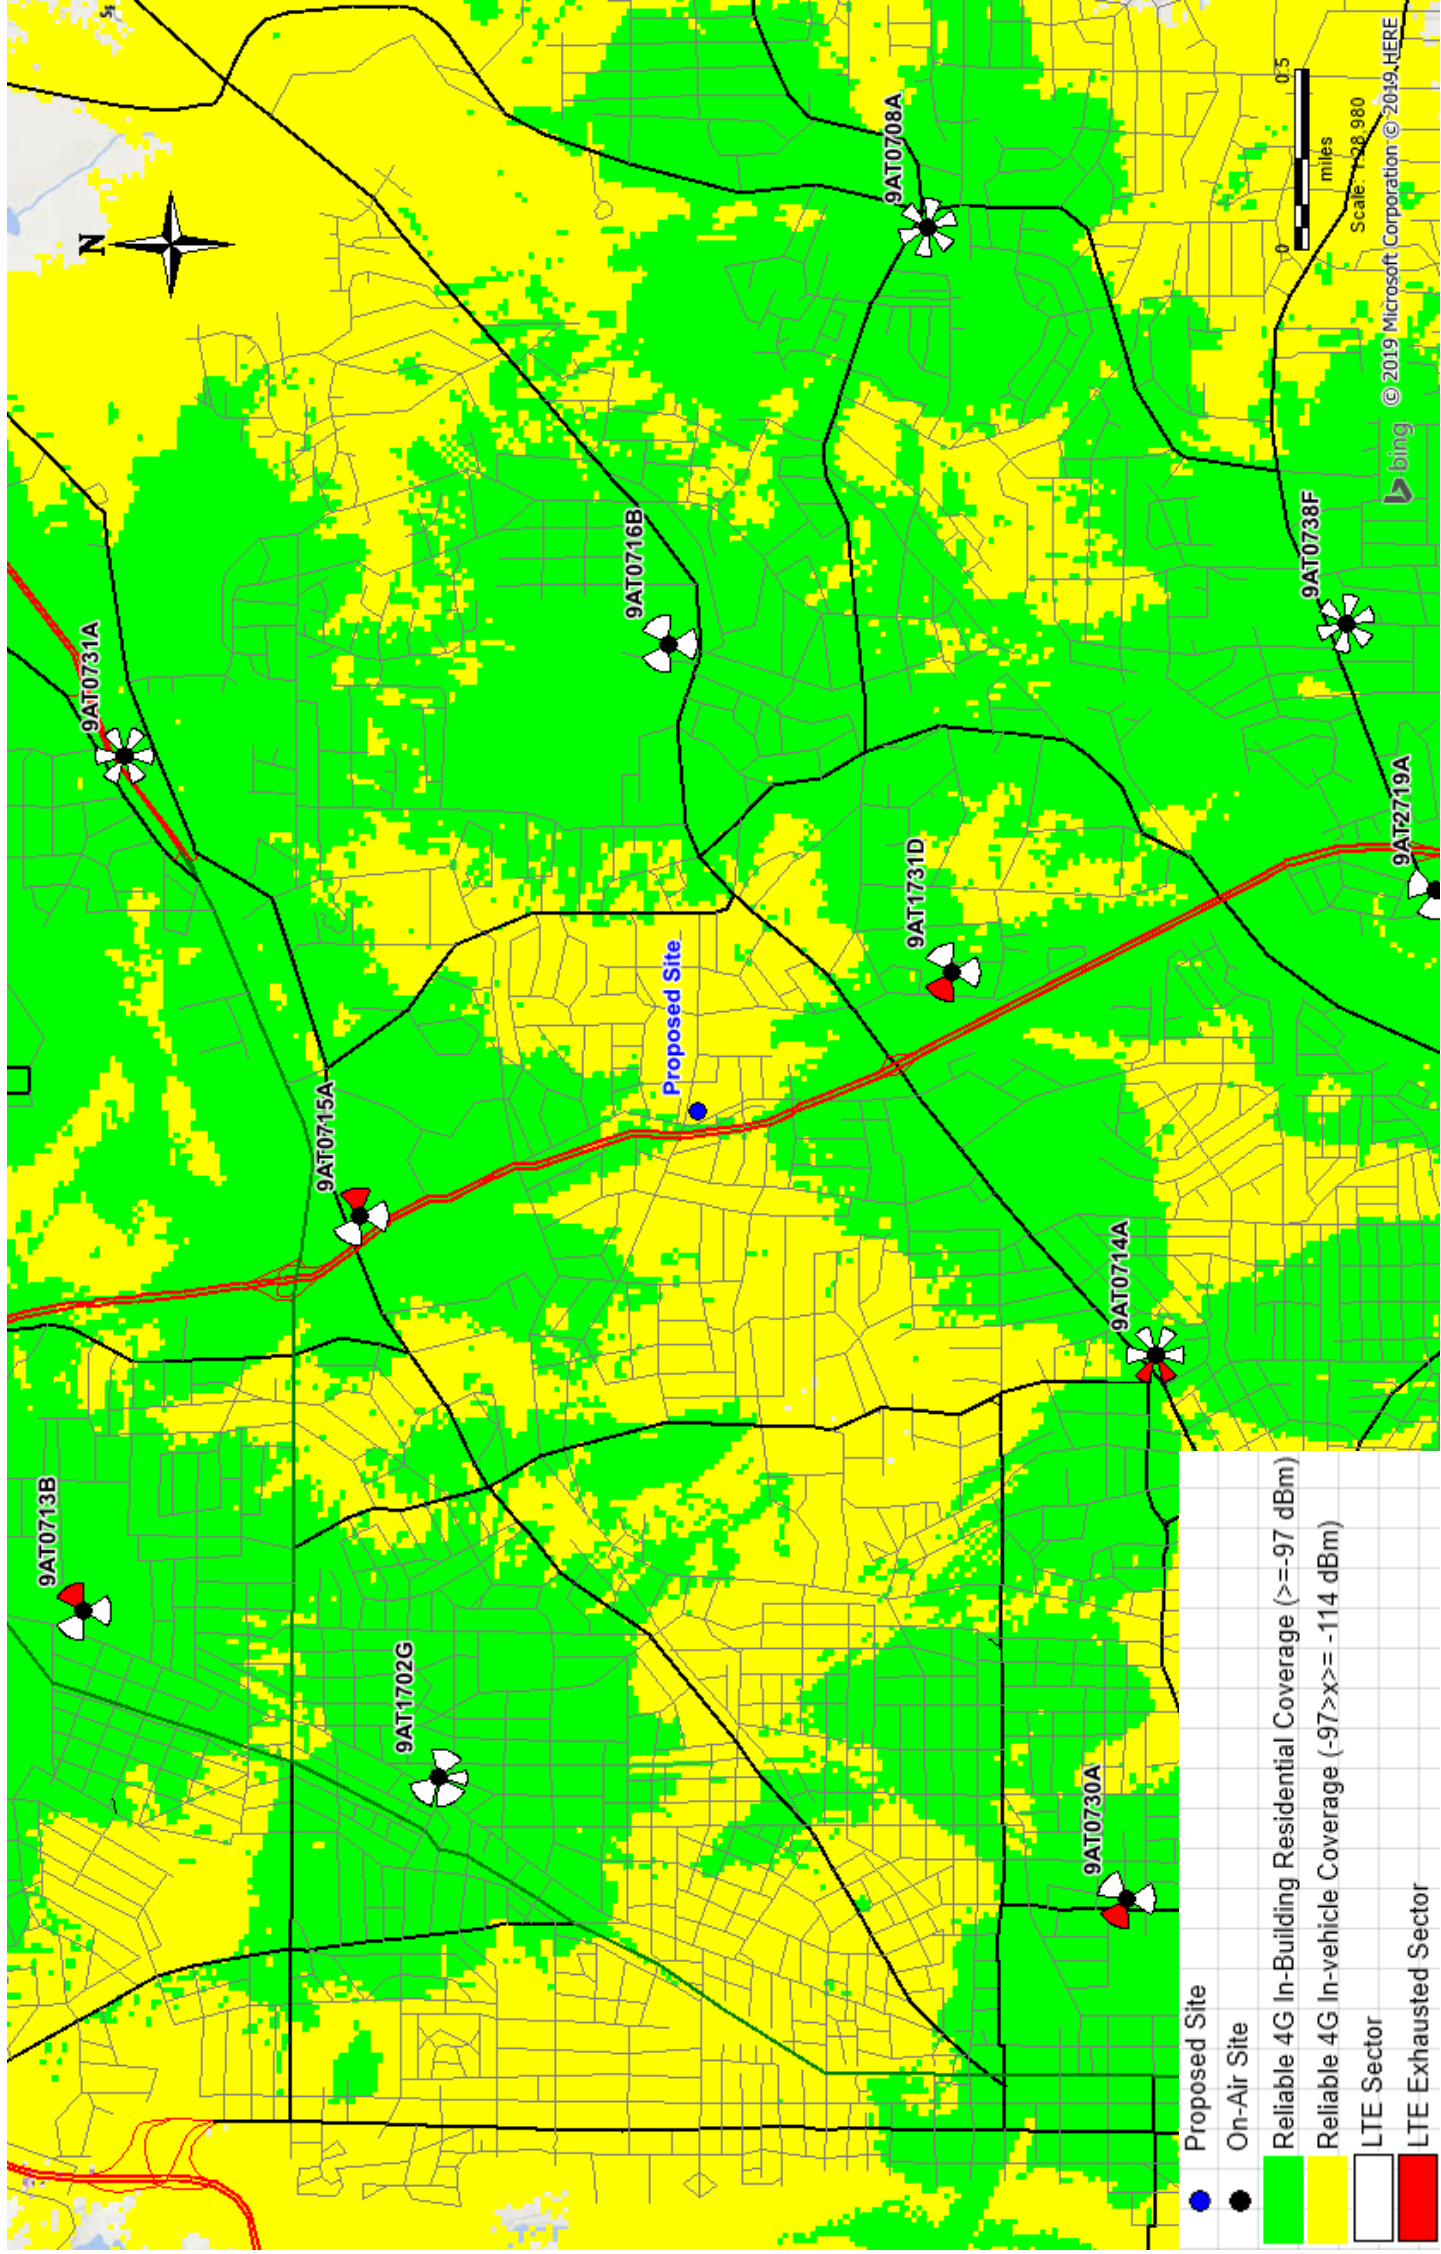 N
9AT0731A
9AT0708A
9AT0716B
9AT0738F
9AT2719A
9AT1731D
Proposed Site
9AT0715A
9AT0714A
9AT0713B
9AT1702G
9AT0730A
0 0.5
miles
Scale: 1:28,980
bing © 2019 Microsoft Corporation © 2019 HERE
Proposed Site
On-Air Site
Reliable 4G In-Building Residential Coverage (>=-97 dBm)
Reliable 4G In-vehicle Coverage (-97>x>= -114 dBm)
LTE Sector
LTE Exhausted Sector